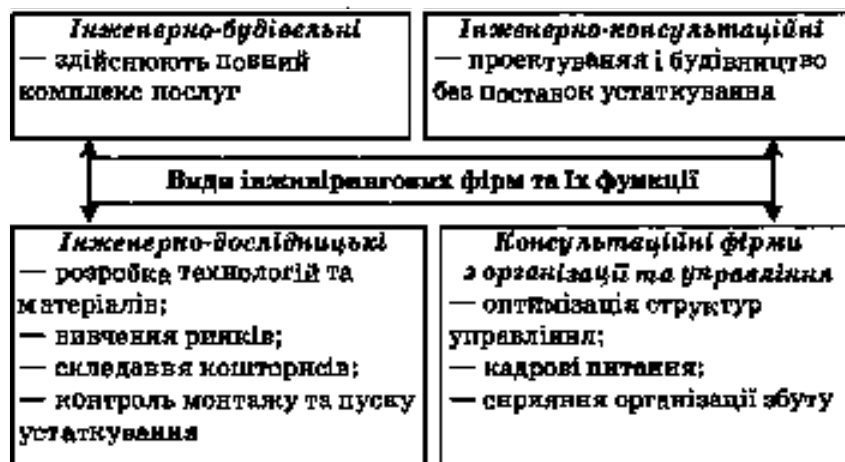 Інженерно-будівельні
— здійснюють повний
комплекс послуг
Інженерно-консультаційні
— проектування і будівництво
без поставок устаткування
Види інжинірингових фірм та їх функції
Інженерно-дослідницькі
— розробка технологій та
матеріалів;
— вивчення ринків;
— складання кошторисів;
— контроль монтажу та пуску
устаткування
Консультаційні фірми
з організації та управління
— оптимізація структур
управління;
— кадрові питання;
— сприяння організації збуту